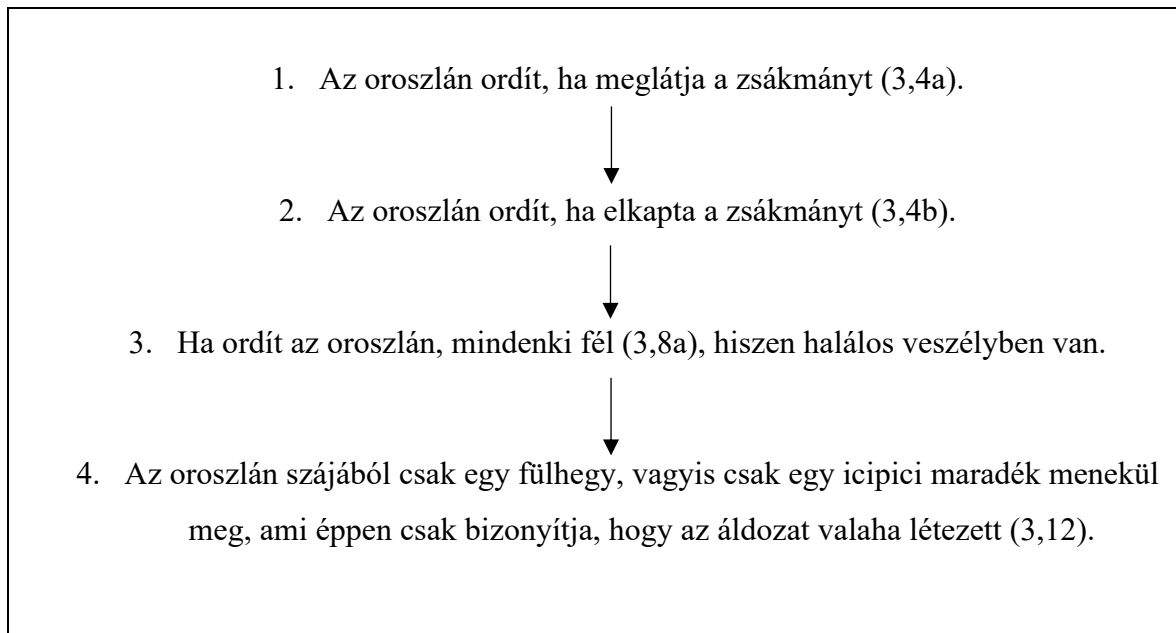 1. Az oroszlán ordít, ha meglátja a zsákmányt (3,4a).
2. Az oroszlán ordít, ha elkapta a zsákmányt (3,4b).
3. Ha ordít az oroszlán, mindenki fél (3,8a), hiszen halálos veszélyben van.
4. Az oroszlán szájából csak egy fülhegy, vagyis csak egy icipici maradék menekül
meg, ami éppen csak bizonyítja, hogy az áldozat valaha létezett (3,12).